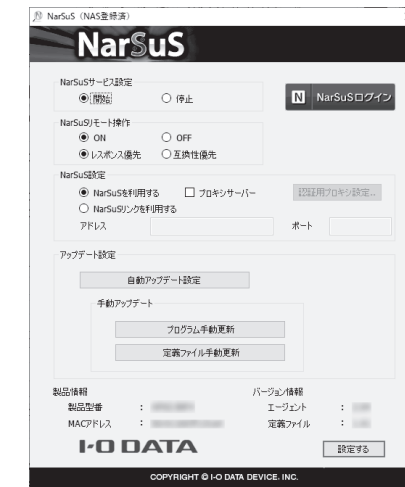 NarSuS（NAS登録済）
NarSuS
NarSuSサービス設定
開始 停止
N NarSuSログイン
NarSuSリモート操作
ON OFF
レスポンス優先 互換性優先
NarSuS設定
NarSuSを利用する プロキシサーバー 認証用プロキシ設定...
NarSuSリンクを利用する
アドレス ポート
アップデート設定
自動アップデート設定
手動アップデート
プログラム手動更新
定義ファイル手動更新
製品情報 バージョン情報
製品型番 : エージェント :
MACアドレス : 定義ファイル :
I-O DATA 設定する
COPYRIGHT © I-O DATA DEVICE. INC.